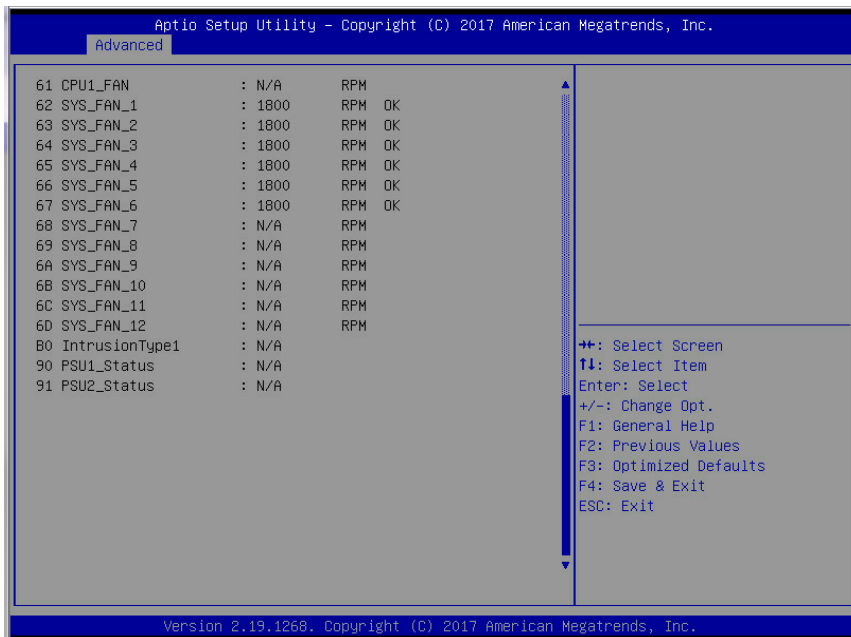 Aptio Setup Utility – Copyright (C) 2017 American Megatrends, Inc.
Advanced
61 CPU1_FAN : N/A RPM
62 SYS_FAN_1 : 1800 RPM OK
63 SYS_FAN_2 : 1800 RPM OK
64 SYS_FAN_3 : 1800 RPM OK
65 SYS_FAN_4 : 1800 RPM OK
66 SYS_FAN_5 : 1800 RPM OK
67 SYS_FAN_6 : 1800 RPM OK
68 SYS_FAN_7 : N/A RPM
69 SYS_FAN_8 : N/A RPM
6A SYS_FAN_9 : N/A RPM
6B SYS_FAN_10 : N/A RPM
6C SYS_FAN_11 : N/A RPM
6D SYS_FAN_12 : N/A RPM
B0 IntrusionType1 : N/A
90 PSU1_Status : N/A
91 PSU2_Status : N/A
→←: Select Screen
↑↓: Select Item
Enter: Select
+/-: Change Opt.
F1: General Help
F2: Previous Values
F3: Optimized Defaults
F4: Save & Exit
ESC: Exit
Version 2.19.1268. Copyright (C) 2017 American Megatrends, Inc.